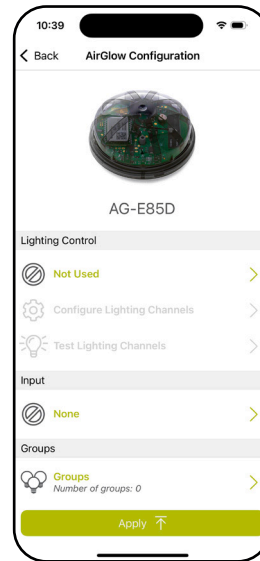 10:39
Back AirGlow Configuration
AG-E85D
Lighting Control
Not Used
Configure Lighting Channels
Test Lighting Channels
Input
None
Groups
Groups
Number of groups: 0
Apply